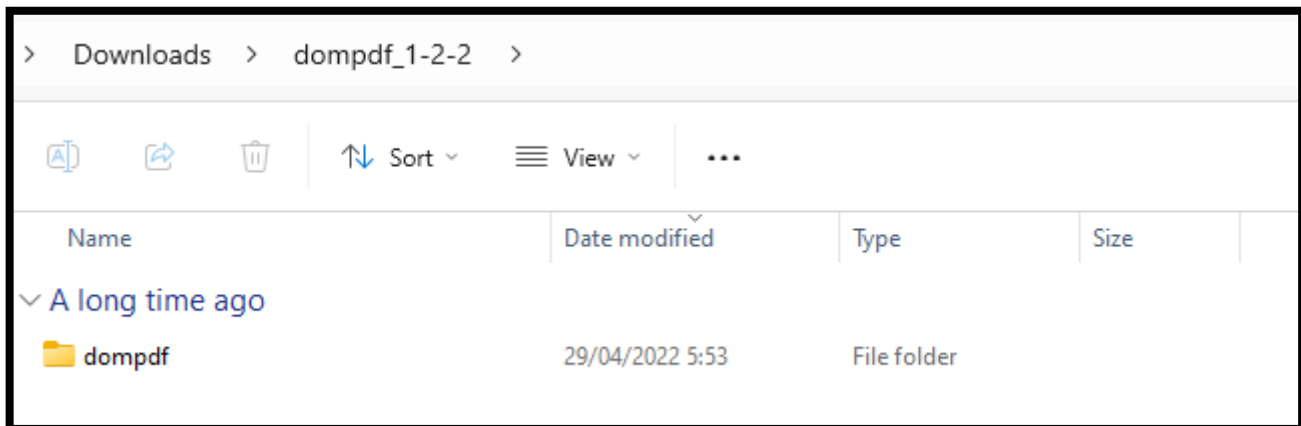 > Downloads > dompdf_1-2-2 >
Sort View ...
Name Date modified Type Size
A long time ago
dompdf 29/04/2022 5:53 File folder